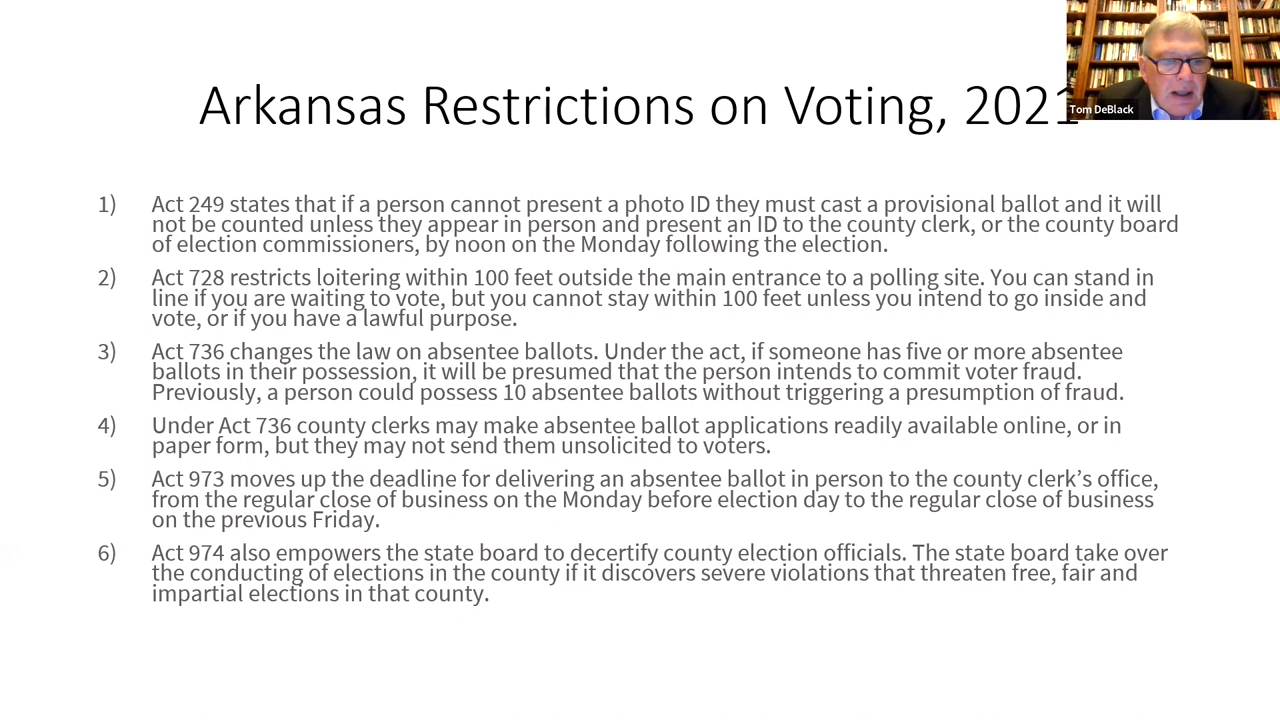 Arkansas Restrictions on Voting, 2021
Tom DeBlack
1) Act 249 states that if a person cannot present a photo ID they must cast a provisional ballot and it will
not be counted unless they appear in person and present an ID to the county clerk, or the county board
of election commissioners, by noon on the Monday following the election.
2) Act 728 restricts loitering within 100 feet outside the main entrance to a polling site. You can stand in
line if you are waiting to vote, but you cannot stay within 100 feet unless you intend to go inside and
vote, or if you have a lawful purpose.
3) Act 736 changes the law on absentee ballots. Under the act, if someone has five or more absentee
ballots in their possession, it will be presumed that the person intends to commit voter fraud.
Previously, a person could possess 10 absentee ballots without triggering a presumption of fraud.
4) Under Act 736 county clerks may make absentee ballot applications readily available online, or in
paper form, but they may not send them unsolicited to voters.
5) Act 973 moves up the deadline for delivering an absentee ballot in person to the county clerk’s office,
from the regular close of business on the Monday before election day to the regular close of business
on the previous Friday.
6) Act 974 also empowers the state board to decertify county election officials. The state board take over
the conducting of elections in the county if it discovers severe violations that threaten free, fair and
impartial elections in that county.